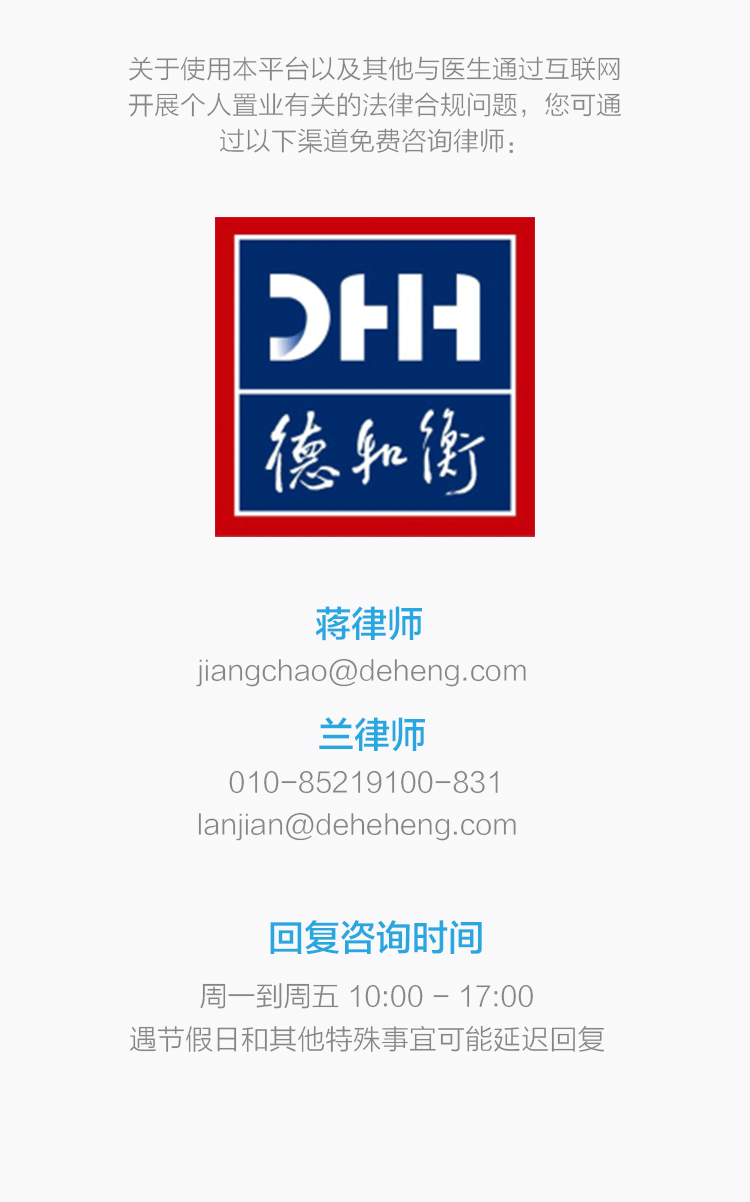 关于使用本平台以及其他与医生通过互联网
开展个人置业有关的法律合规问题，您可通
过以下渠道免费咨询律师：
DHH
德和衡
蒋律师
jiangchao@deheng.com
兰律师
010-85219100-831
lanjian@deheheng.com
回复咨询时间
周一到周五 10:00 - 17:00
遇节假日和其他特殊事宜可能延迟回复